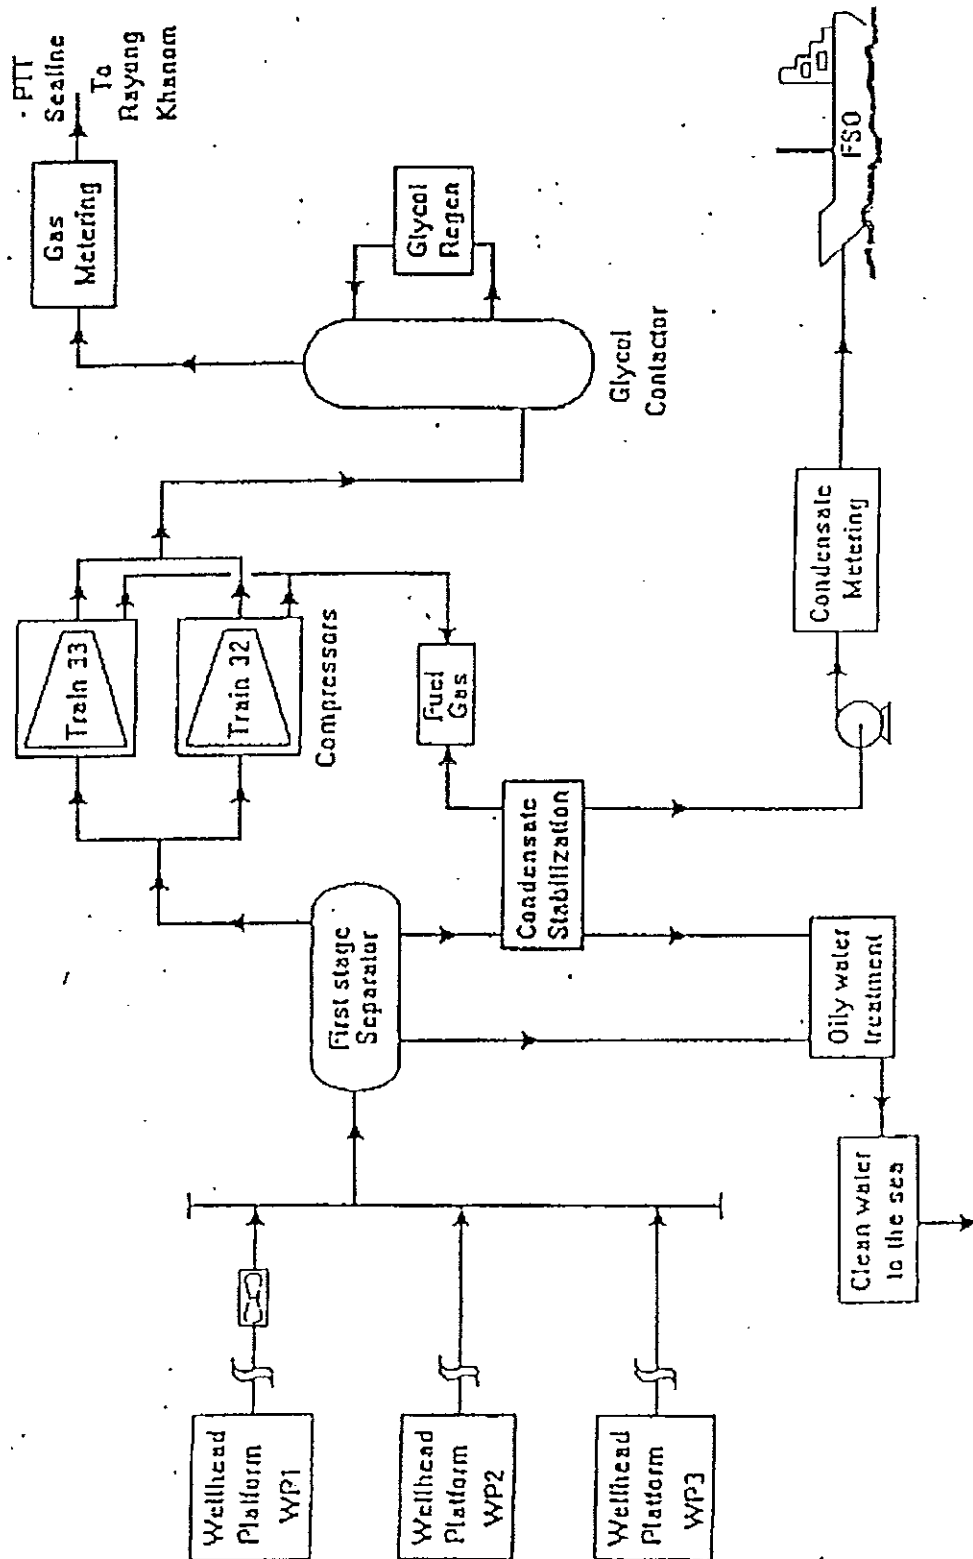 Wellhead
Platform
WP1
Wellhead
Platform
WP2
Wellhead
Platform
WP3
First stage
Separator
Train 33
Train 32
Compressors
Fuel
Gas
Condensate
Stabilization
Oily water
treatment
Clean water
to the sea
Glycol
Contactor
Glycol
Regen
Gas
Metering
PTT
Sealine
To
Rayong
Khanom
Condensate
Metering
FSO